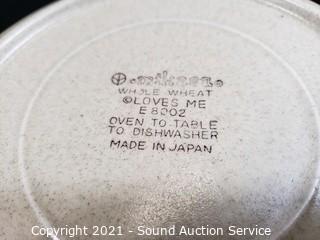 mikasa
WHOLE WHEAT
©LOVES ME
E 8002
OVEN TO TABLE
TO DISHWASHER
MADE IN JAPAN
Copyright 2021 - Sound Auction Service